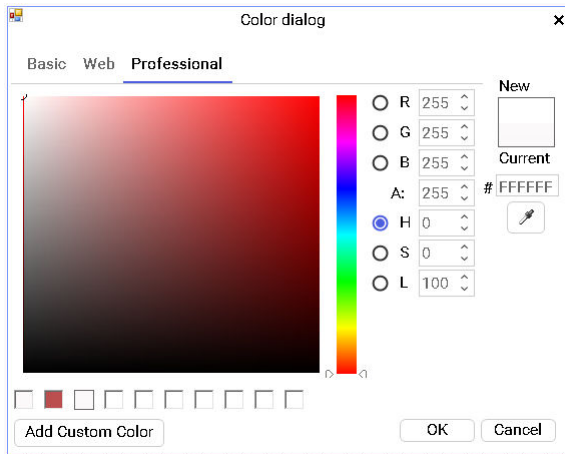 Color dialog
Basic Web Professional
New
Current
R 255
G 255
B 255
A: 255
# FFFFFF
H 0
S 0
L 100
Add Custom Color
OK Cancel